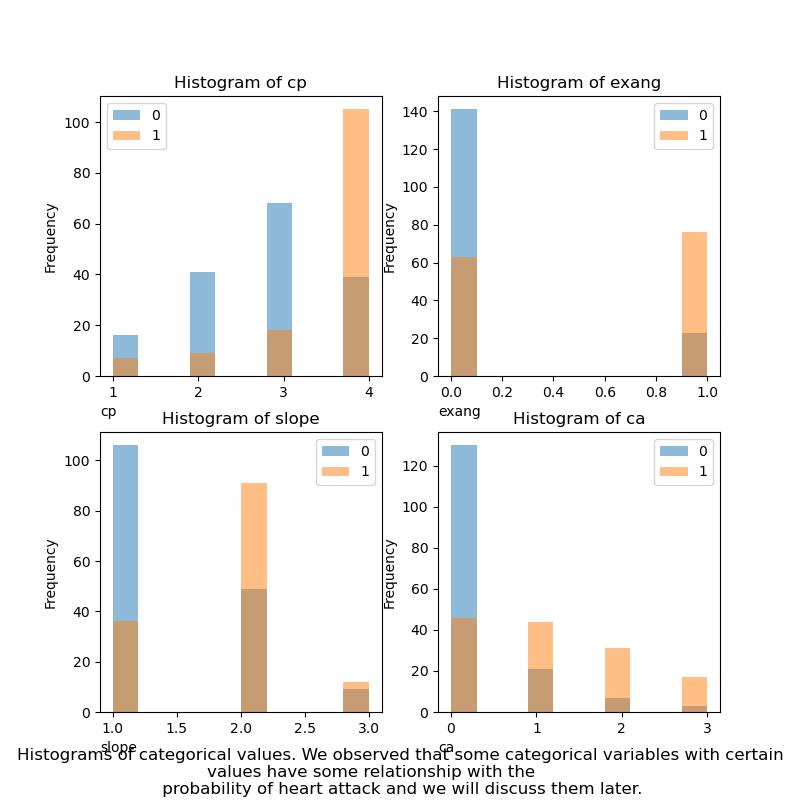 Histogram of cp
0
1
Frequency
100
80
60
40
20
0
1 2 3 4
cp
Histogram of exang
0
1
Frequency
140
120
100
80
60
40
20
0
0.0 0.2 0.4 0.6 0.8 1.0
exang
Histogram of slope
0
1
Frequency
100
80
60
40
20
0
1.0 1.5 2.0 2.5 3.0
slope
Histogram of ca
0
1
Frequency
120
100
80
60
40
20
0
0 1 2 3
ca
Histograms of categorical values. We observed that some categorical variables with certain
values have some relationship with the
probability of heart attack and we will discuss them later.